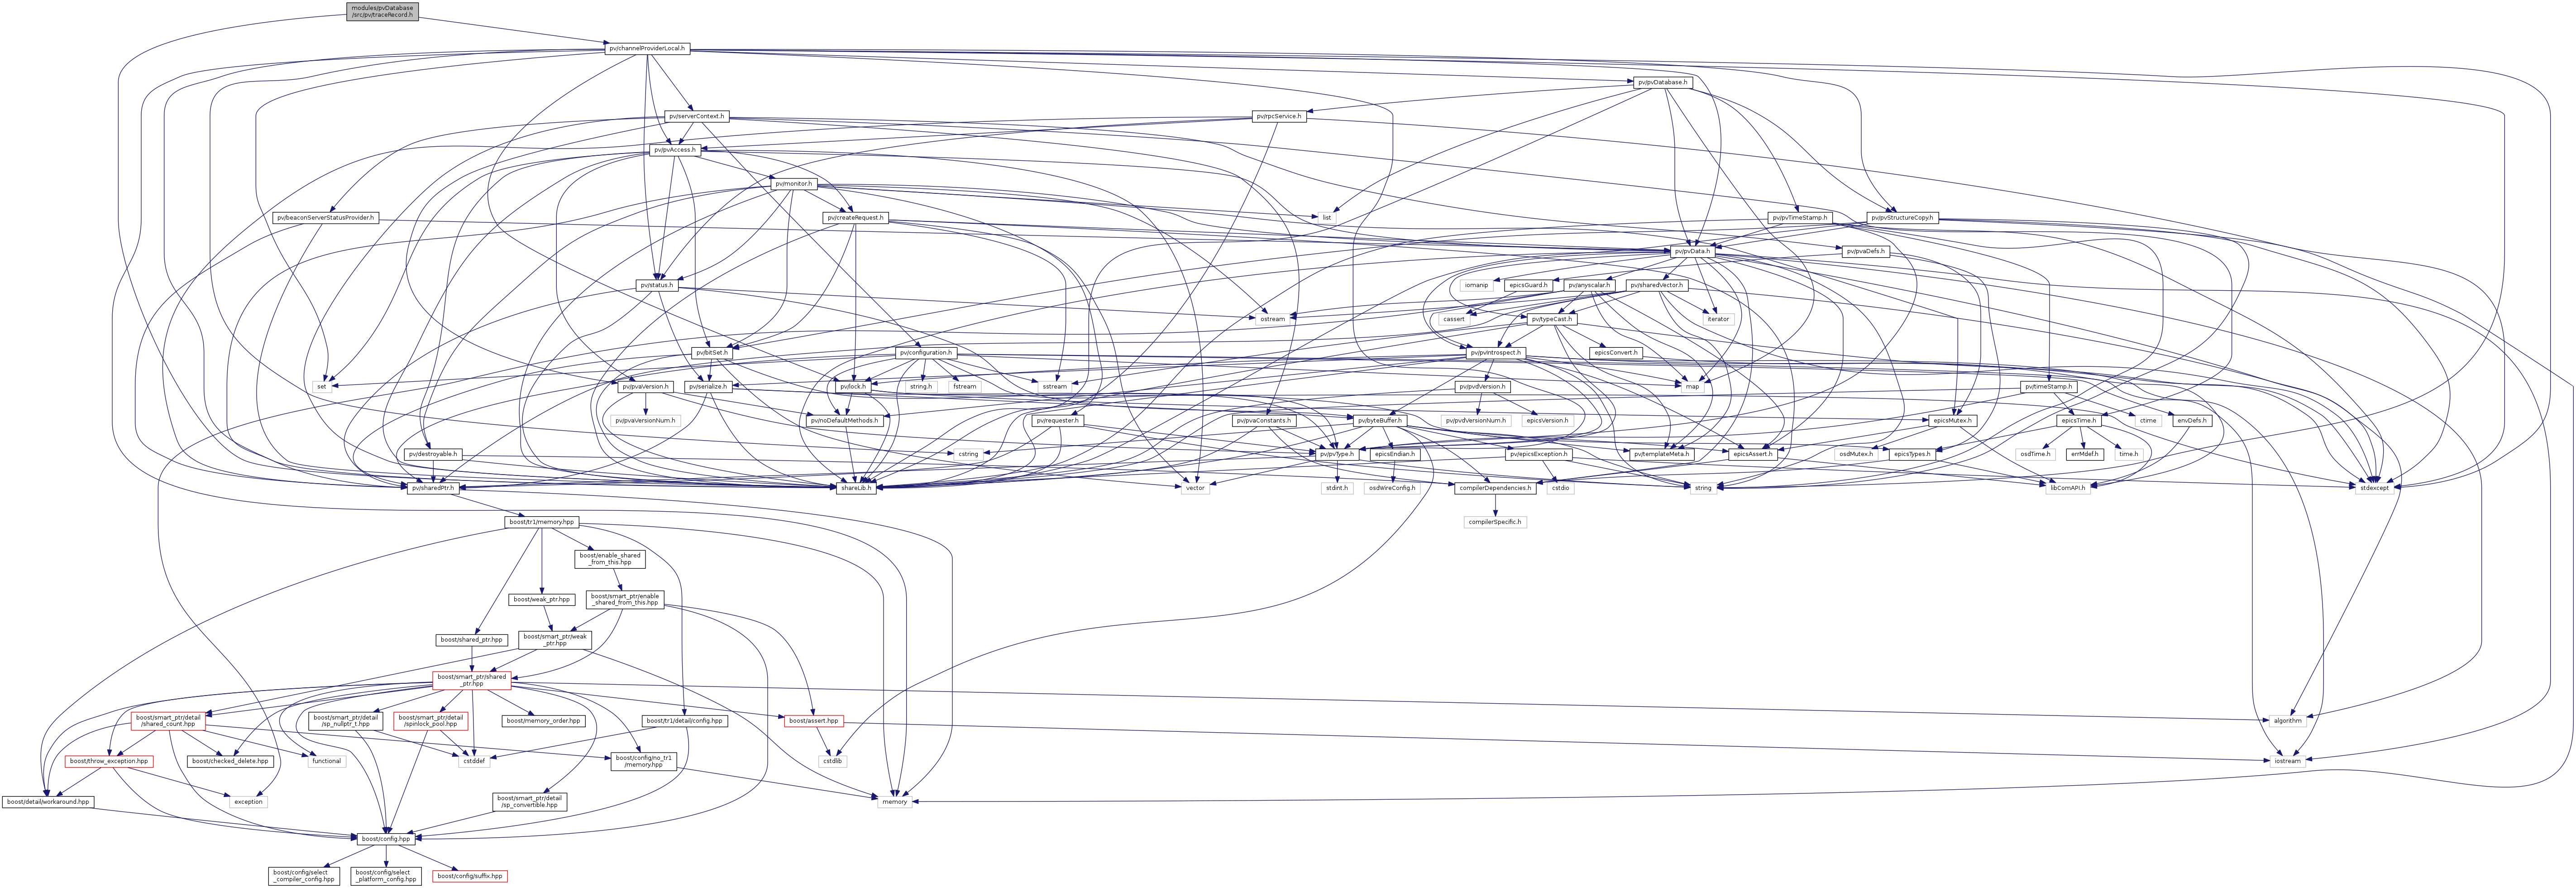 modules/pvDatabase
/src/pv/traceRecord.h
pv/channelProviderLocal.h
pv/pvDatabase.h
pv/serverContext.h
pv/rpcService.h
pv/pvAccess.h
pv/monitor.h
pv/beaconServerStatusProvider.h
pv/createRequest.h
list
pv/pvTimeStamp.h
pv/pvStructureCopy.h
pv/pvData.h
pv/pvaDefs.h
pv/status.h
iomanip
epicsGuard.h
pv/anyscalar.h
pv/sharedVector.h
ostream
cassert
pv/typeCast.h
iterator
pv/bitSet.h
pv/configuration.h
pv/pvIntrospect.h
epicsConvert.h
set
pv/pvaVersion.h
pv/serialize.h
pv/lock.h
string.h
fstream
sstream
pv/pvdVersion.h
map
pv/timeStamp.h
pv/pvaVersionNum.h
pv/noDefaultMethods.h
pv/requester.h
pv/pvaConstants.h
pv/byteBuffer.h
pv/pvdVersionNum.h
epicsVersion.h
epicsMutex.h
epicsTime.h
ctime
envDefs.h
pv/destroyable.h
cstring
pv/pvType.h
epicsEndian.h
pv/epicsException.h
pv/templateMeta.h
epicsAssert.h
osdMutex.h
epicsTypes.h
osdTime.h
errMdef.h
time.h
pv/sharedPtr.h
shareLib.h
vector
stdint.h
osdWireConfig.h
compilerDependencies.h
cstdio
string
libComAPI.h
stdexcept
boost/tr1/memory.hpp
compilerSpecific.h
boost/enable_shared
_from_this.hpp
boost/weak_ptr.hpp
boost/smart_ptr/enable
_shared_from_this.hpp
boost/shared_ptr.hpp
boost/smart_ptr/weak
_ptr.hpp
boost/smart_ptr/shared
_ptr.hpp
boost/smart_ptr/detail
/shared_count.hpp
boost/smart_ptr/detail
/sp_nullptr_t.hpp
boost/smart_ptr/detail
/spinlock_pool.hpp
boost/memory_order.hpp
boost/tr1/detail/config.hpp
boost/assert.hpp
algorithm
boost/throw_exception.hpp
boost/checked_delete.hpp
functional
cstddef
boost/config/no_tr1
/memory.hpp
cstdlib
iostream
boost/detail/workaround.hpp
exception
boost/smart_ptr/detail
/sp_convertible.hpp
memory
boost/config.hpp
boost/config/select
_compiler_config.hpp
boost/config/select
_platform_config.hpp
boost/config/suffix.hpp